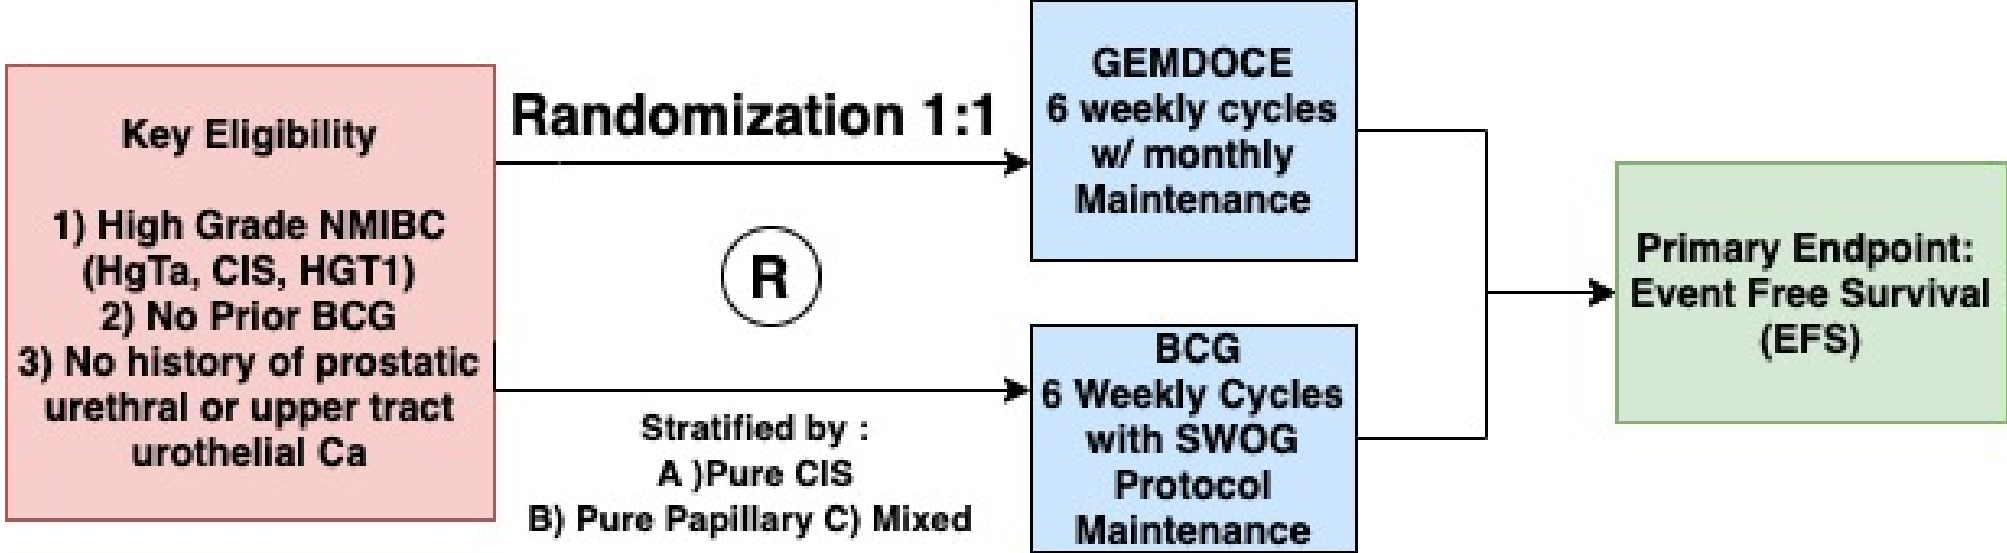 Key Eligibility
1) High Grade NMIBC
(HgTa, CIS, HGT1)
2) No Prior BCG
3) No history of prostatic
urethral or upper tract
urothelial Ca
Randomization 1:1
R
Stratified by :
A )Pure CIS
B) Pure Papillary C) Mixed
GEMDOCE
6 weekly cycles
w/ monthly
Maintenance
BCG
6 Weekly Cycles
with SWOG
Protocol
Maintenance
Primary Endpoint:
Event Free Survival
(EFS)